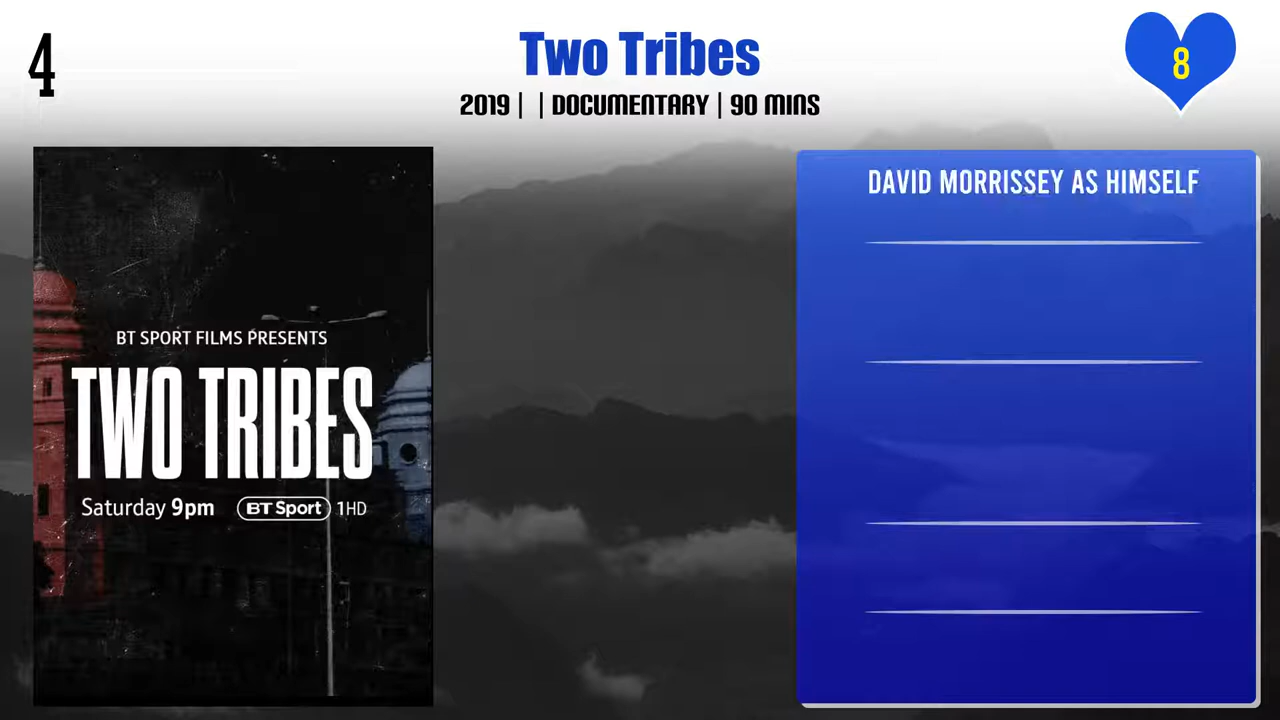 4
Two Tribes
8
2019 | | DOCUMENTARY | 90 MINS
BT SPORT FILMS PRESENTS
TWO TRIBES
Saturday 9pm BT Sport 1HD
DAVID MORRISSEY AS HIMSELF